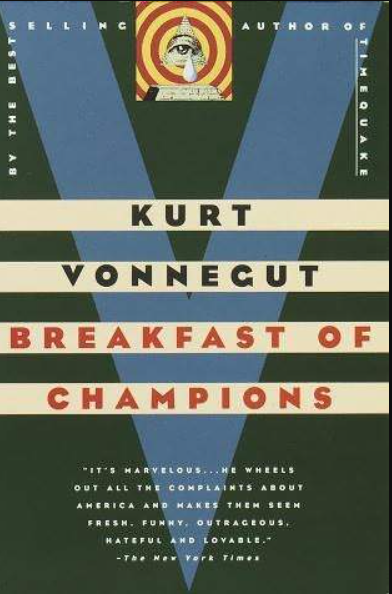 BY THE BEST
SELLING
AUTHOR OF
TIMEQUAKE
KURT
VONNEGUT
BREAKFAST OF
CHAMPIONS
"IT'S MARVELOUS...HE WHEELS
OUT ALL THE COMPLAINTS ABOUT
AMERICA AND MAKES THEM SEEM
FRESH, FUNNY, OUTRAGEOUS,
HATEFUL AND LOVABLE."
–The New York Times